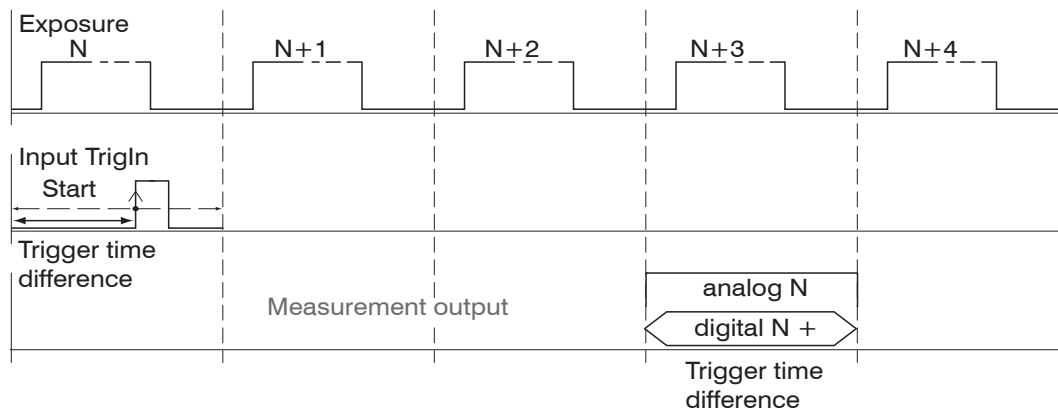 Exposure
N N+1 N+2 N+3 N+4
Input TrigIn
Start
Trigger time
difference
Measurement output
analog N
digital N +
Trigger time
difference